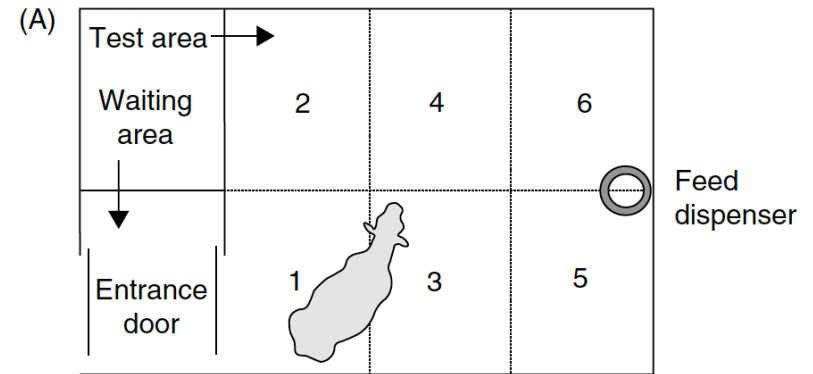 (A)
Test area
Waiting
area
2
4
6
Feed
dispenser
Entrance
door
1
3
5